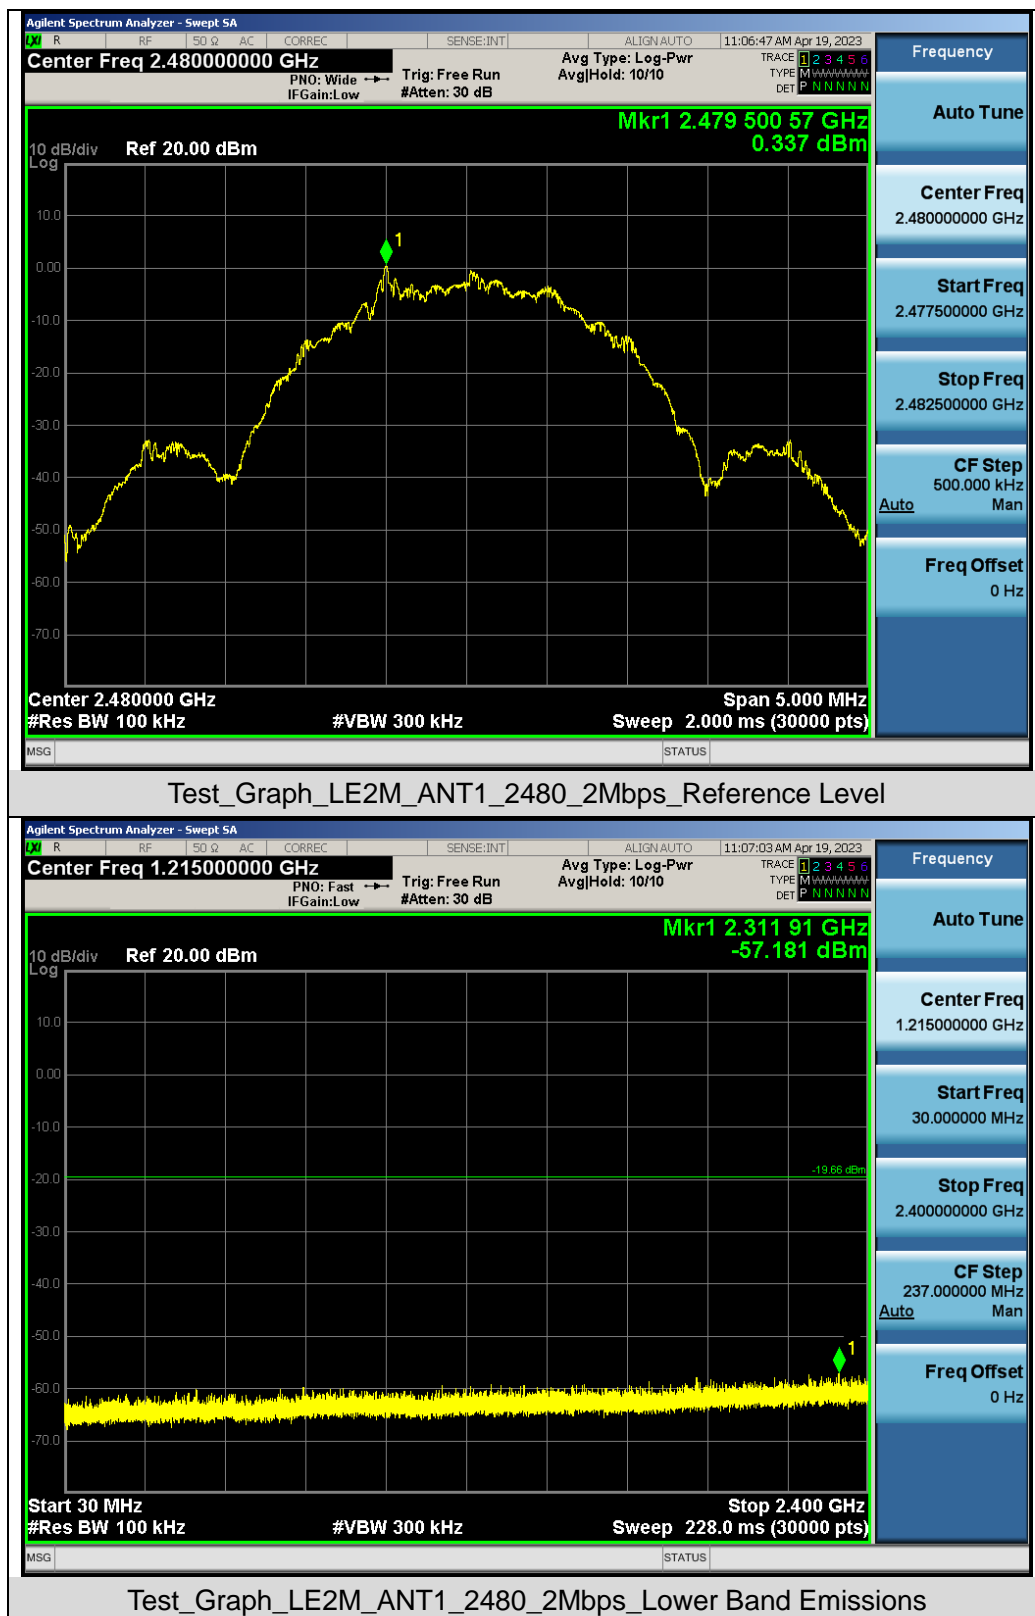 Agilent Spectrum Analyzer - Swept SA
LXI R RF 50 Ω AC CORREC SENSE:INT ALIGN AUTO 11:06:47 AM Apr 19, 2023
Center Freq 2.480000000 GHz
PNO: Wide
IFGain:Low
Trig: Free Run
#Atten: 30 dB
Avg Type: Log-Pwr
Avg|Hold: 10/10
TRACE 1 2 3 4 5 6
TYPE M WWWWW
DET P N N N N N
Mkr1 2.479 500 57 GHz
0.337 dBm
10 dB/div Ref 20.00 dBm
Log
10.0
0.00
-10.0
-20.0
-30.0
-40.0
-50.0
-60.0
-70.0
1
Center 2.480000 GHz Span 5.000 MHz
#Res BW 100 kHz #VBW 300 kHz Sweep 2.000 ms (30000 pts)
MSG STATUS
Frequency
Auto Tune
Center Freq
2.480000000 GHz
Start Freq
2.477500000 GHz
Stop Freq
2.482500000 GHz
CF Step
500.000 kHz
Auto Man
Freq Offset
0 Hz
Test_Graph_LE2M_ANT1_2480_2Mbps_Reference Level
Agilent Spectrum Analyzer - Swept SA
LXI R RF 50 Ω AC CORREC SENSE:INT ALIGN AUTO 11:07:03 AM Apr 19, 2023
Center Freq 1.215000000 GHz
PNO: Fast
IFGain:Low
Trig: Free Run
#Atten: 30 dB
Avg Type: Log-Pwr
Avg|Hold: 10/10
TRACE 1 2 3 4 5 6
TYPE M WWWWW
DET P N N N N N
Mkr1 2.311 91 GHz
-57.181 dBm
10 dB/div Ref 20.00 dBm
Log
10.0
0.00
-10.0
-20.0
-30.0
-40.0
-50.0
-60.0
-70.0
-19.66 dBm
1
Start 30 MHz Stop 2.400 GHz
#Res BW 100 kHz #VBW 300 kHz Sweep 228.0 ms (30000 pts)
MSG STATUS
Frequency
Auto Tune
Center Freq
1.215000000 GHz
Start Freq
30.000000 MHz
Stop Freq
2.400000000 GHz
CF Step
237.000000 MHz
Auto Man
Freq Offset
0 Hz
Test_Graph_LE2M_ANT1_2480_2Mbps_Lower Band Emissions